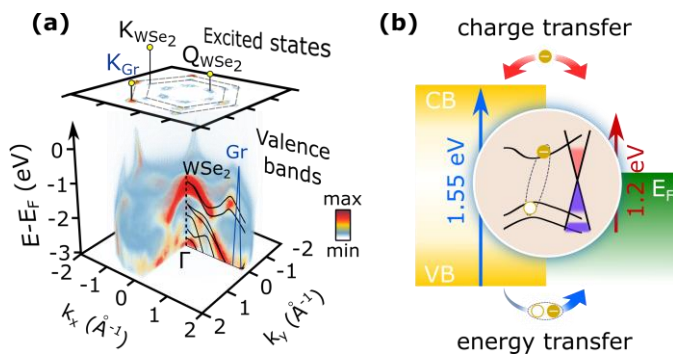 (a)
K_WSe2
Excited states
K_Gr
Q_WSe2
Valence
bands
WSe2
Gr
E-E_F (eV)
0
-1
-2
-3
max
min
Γ
-2
-1
0
1
2
k_x (Å⁻¹)
2
1
0
-1
-2
k_y (Å⁻¹)
(b)
charge transfer
CB
1.55 eV
1.2 eV
E_F
VB
energy transfer